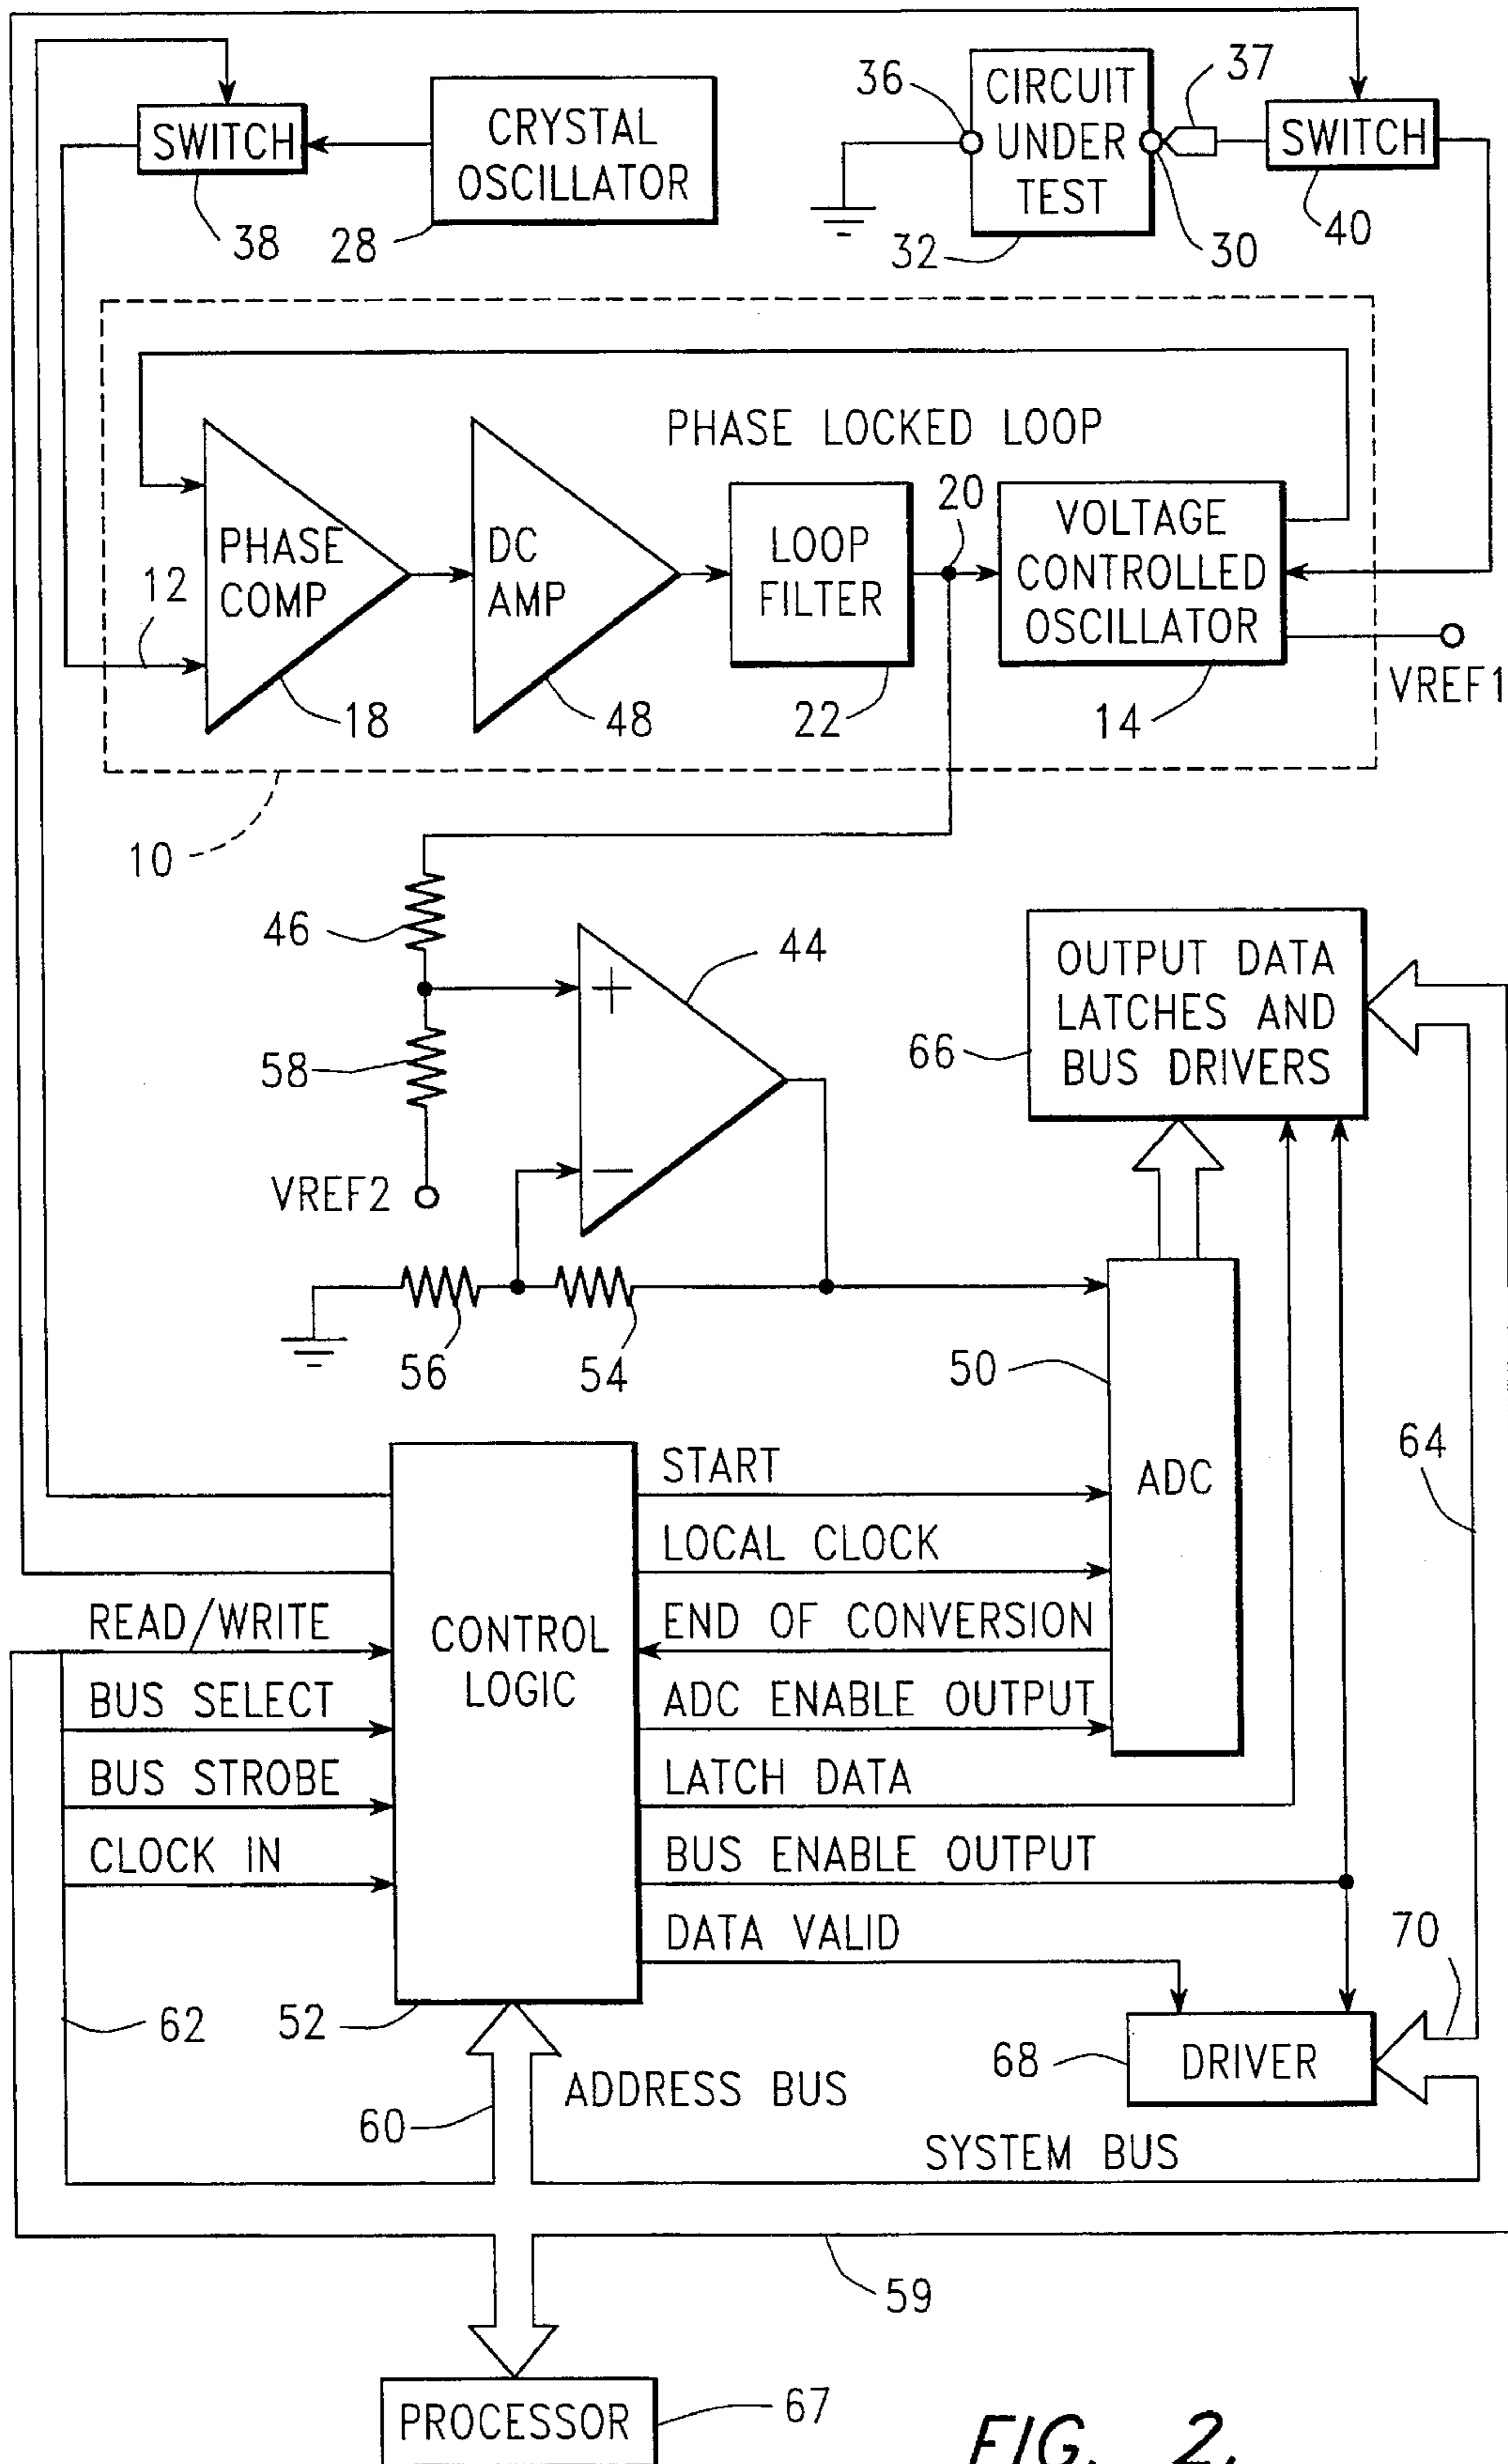 36
CIRCUIT
UNDER
TEST
37
SWITCH
CRYSTAL
OSCILLATOR
SWITCH
38
28
32
30
40
PHASE LOCKED LOOP
20
PHASE
COMP
DC
AMP
LOOP
FILTER
VOLTAGE
CONTROLLED
OSCILLATOR
12
VREF1
18
48
22
14
10
46
44
OUTPUT DATA
LATCHES AND
BUS DRIVERS
66
58
+
−
VREF2
56
54
50
ADC
64
START
LOCAL CLOCK
END OF CONVERSION
ADC ENABLE OUTPUT
LATCH DATA
BUS ENABLE OUTPUT
DATA VALID
CONTROL
LOGIC
READ/WRITE
BUS SELECT
BUS STROBE
CLOCK IN
70
62
52
68
DRIVER
ADDRESS BUS
60
SYSTEM BUS
59
PROCESSOR
67
FIG. 2.